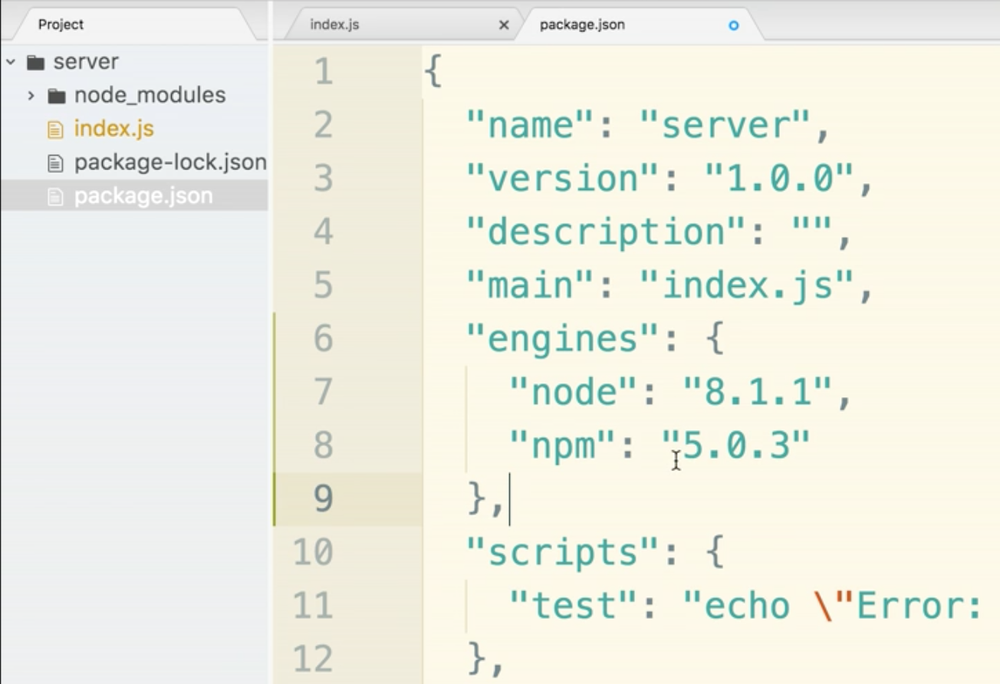 Project
server
node_modules
index.js
package-lock.json
package.json
index.js
package.json
1 {
2 "name": "server",
3 "version": "1.0.0",
4 "description": "",
5 "main": "index.js",
6 "engines": {
7 "node": "8.1.1",
8 "npm": "5.0.3"
9 },
10 "scripts": {
11 "test": "echo \"Error:
12 },